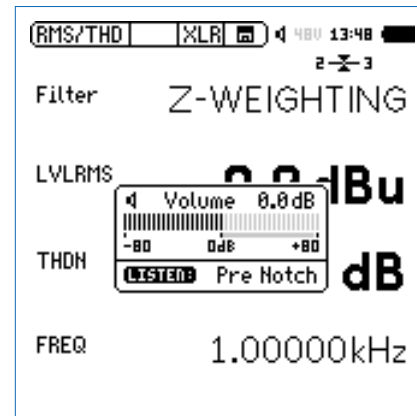 RMS/THD XLR 48V 13:48
2 3
Filter Z-WEIGHTING
LVLRMS dBu
Volume 0.0dB
-80 0dB +80
LISTEN: Pre Notch
THDN dB
FREQ 1.00000kHz